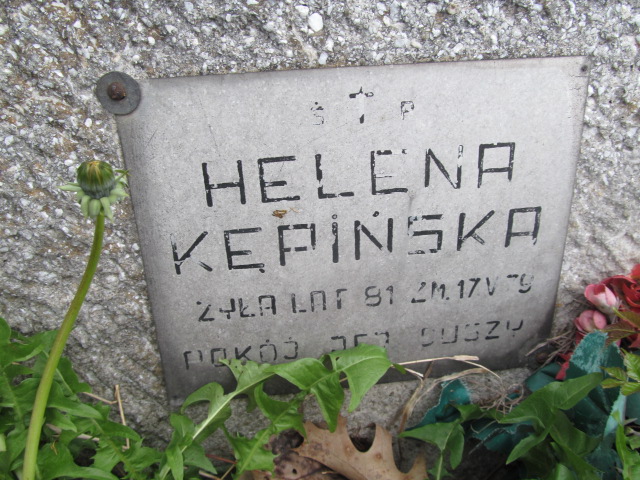 Ś † P
HELENA
KĘPIŃSKA
ŻYŁA LAT 81 ZM. 17 V 79
POKÓJ JEJ DUSZY